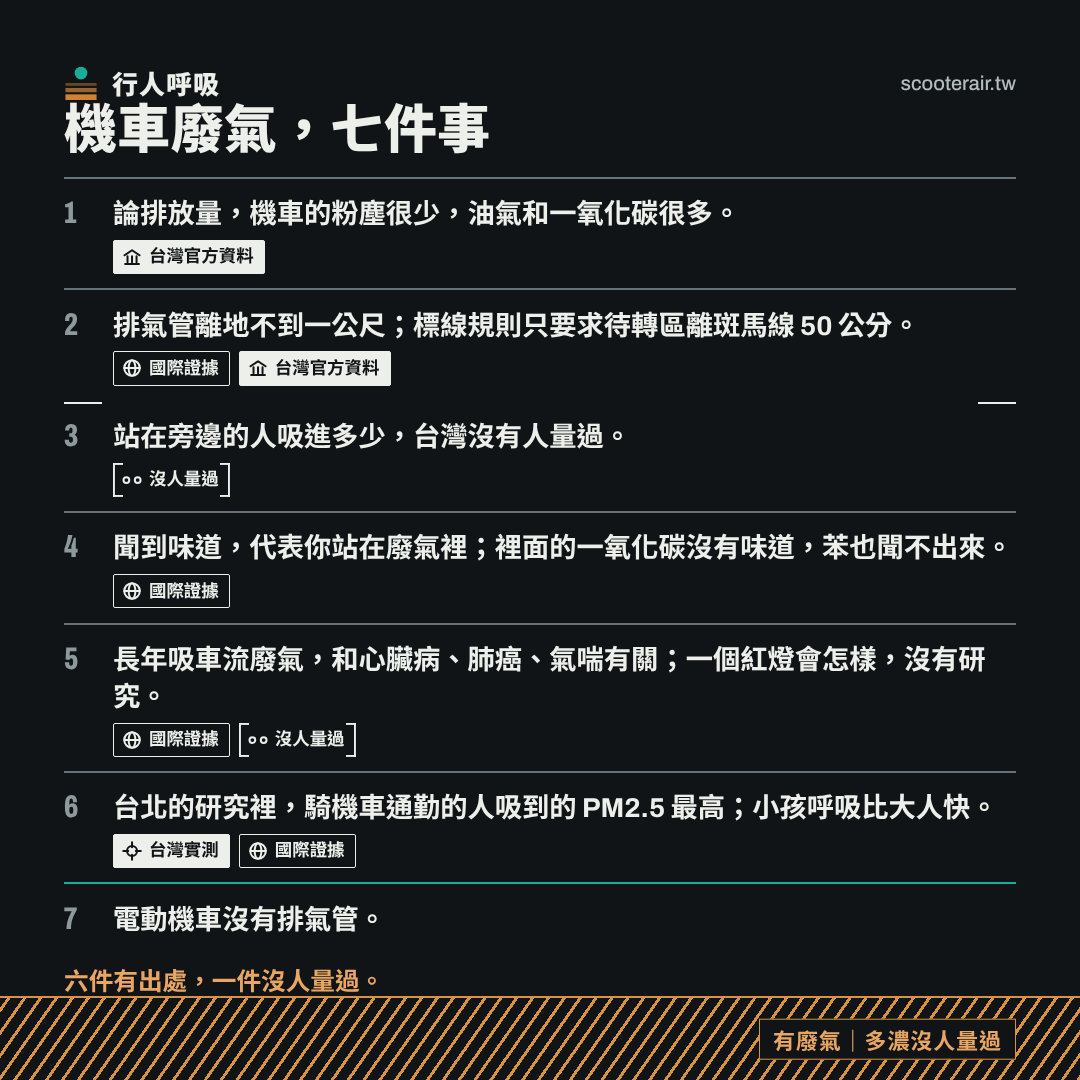 行人呼吸
scooterair.tw
機車廢氣，七件事
1 論排放量，機車的粉塵很少，油氣和一氧化碳很多。
台灣官方資料
2 排氣管離地不到一公尺；標線規則只要求待轉區離斑馬線 50 公分。
國際證據 台灣官方資料
3 站在旁邊的人吸進多少，台灣沒有人量過。
沒人量過
4 聞到味道，代表你站在廢氣裡；裡面的一氧化碳沒有味道，苯也聞不出來。
國際證據
5 長年吸車流廢氣，和心臟病、肺癌、氣喘有關；一個紅燈會怎樣，沒有研
究。
國際證據 沒人量過
6 台北的研究裡，騎機車通勤的人吸到的 PM2.5 最高；小孩呼吸比大人快。
台灣實測 國際證據
7 電動機車沒有排氣管。
六件有出處，一件沒人量過。
有廢氣｜多濃沒人量過